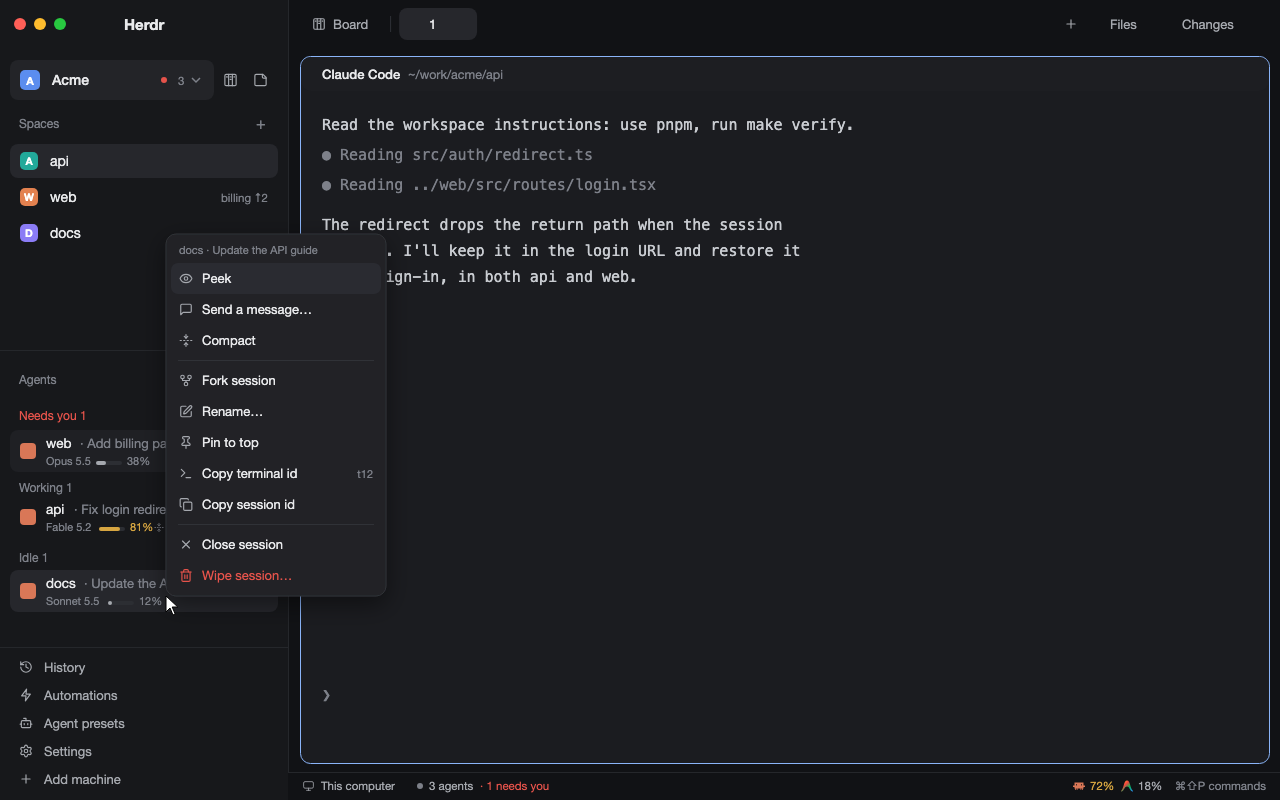 Herdr
Board
1
Files
Changes
A Acme 3
Spaces
A api
W web billing ↑2
D docs
Agents
Needs you 1
web · Add billing pa
Opus 5.5 38%
Working 1
api · Fix login redire
Fable 5.2 81%
Idle 1
docs · Update the A
Sonnet 5.5 12%
History
Automations
Agent presets
Settings
Add machine
docs · Update the API guide
Peek
Send a message…
Compact
Fork session
Rename…
Pin to top
Copy terminal id t12
Copy session id
Close session
Wipe session…
Claude Code ~/work/acme/api
Read the workspace instructions: use pnpm, run make verify.
● Reading src/auth/redirect.ts
● Reading ../web/src/routes/login.tsx
The redirect drops the return path when the session
. I'll keep it in the login URL and restore it
ign-in, in both api and web.
❯
This computer
3 agents · 1 needs you
72% 18% ⌘⇧P commands